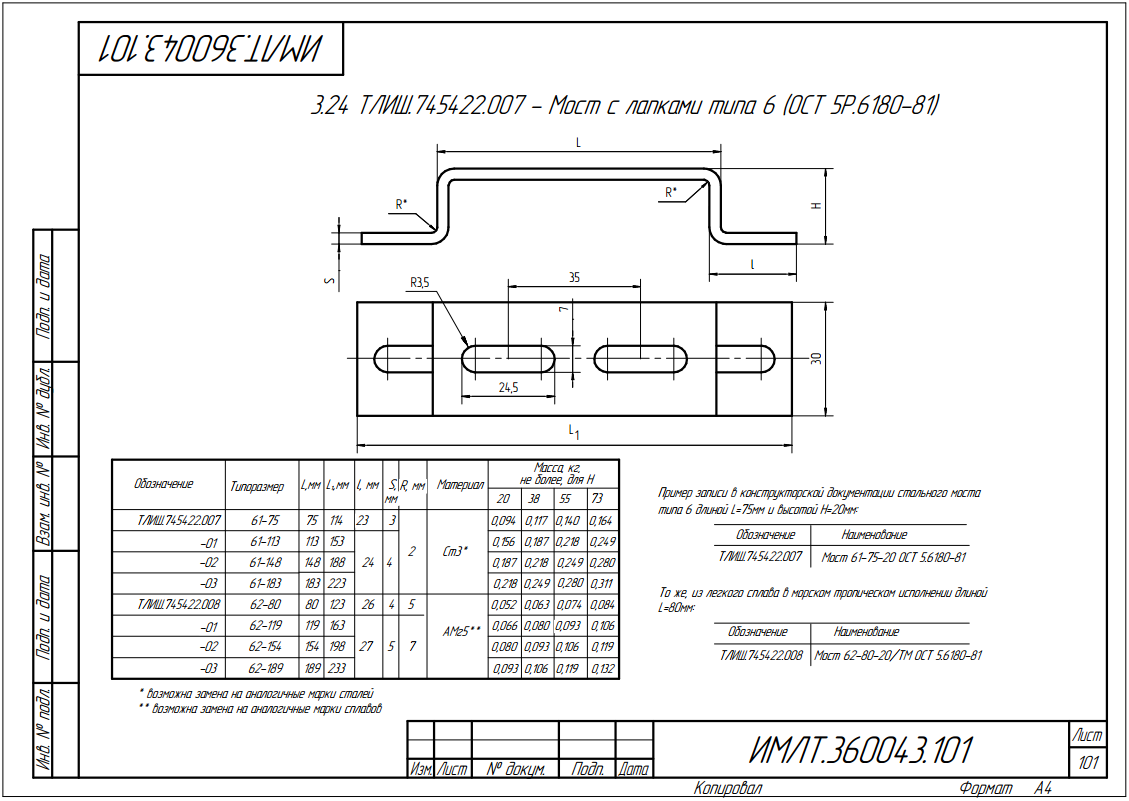 ИМЛТ.360043.101
3.24 ТЛИШ.745422.007 – Мост с лапками типа 6 (ОСТ 5Р.6180–81)
L
R*
R*
H
S
l
R3,5
35
7
24,5
30
L1
Обозначение Типоразмер L,мм L1,мм l, мм S, мм R, мм Материал Масса, кг, не более, для H
20 38 55 73
ТЛИШ.745422.007 61–75 75 114 23 3 2 Ст3* 0,094 0,117 0,140 0,164
–01 61–113 113 153 24 4 0,156 0,187 0,218 0,249
–02 61–148 148 188 0,187 0,218 0,249 0,280
–03 61–183 183 223 0,218 0,249 0,280 0,311
ТЛИШ.745422.008 62–80 80 123 26 4 5 АМг5** 0,052 0,063 0,074 0,084
–01 62–119 119 163 27 5 7 0,066 0,080 0,093 0,106
–02 62–154 154 198 0,080 0,093 0,106 0,119
–03 62–189 189 233 0,093 0,106 0,119 0,132
* возможна замена на аналогичные марки сталей
** возможна замена на аналогичные марки сплавов
Пример записи в конструкторской документации стального моста
типа 6 длиной L=75мм и высотой H=20мм:
Обозначение Наименование
ТЛИШ.745422.007 Мост 61–75–20 ОСТ 5.6180–81
То же, из легкого сплава в морском тропическом исполнении длиной
L=80мм:
Обозначение Наименование
ТЛИШ.745422.008 Мост 62–80–20/ТМ ОСТ 5.6180–81
Подп. и дата
Инв. № дубл.
Взам. инв. №
Подп. и дата
Инв. № подл.
Изм. Лист № докум. Подп. Дата
ИМЛТ.360043.101
Лист
101
Копировал Формат А4